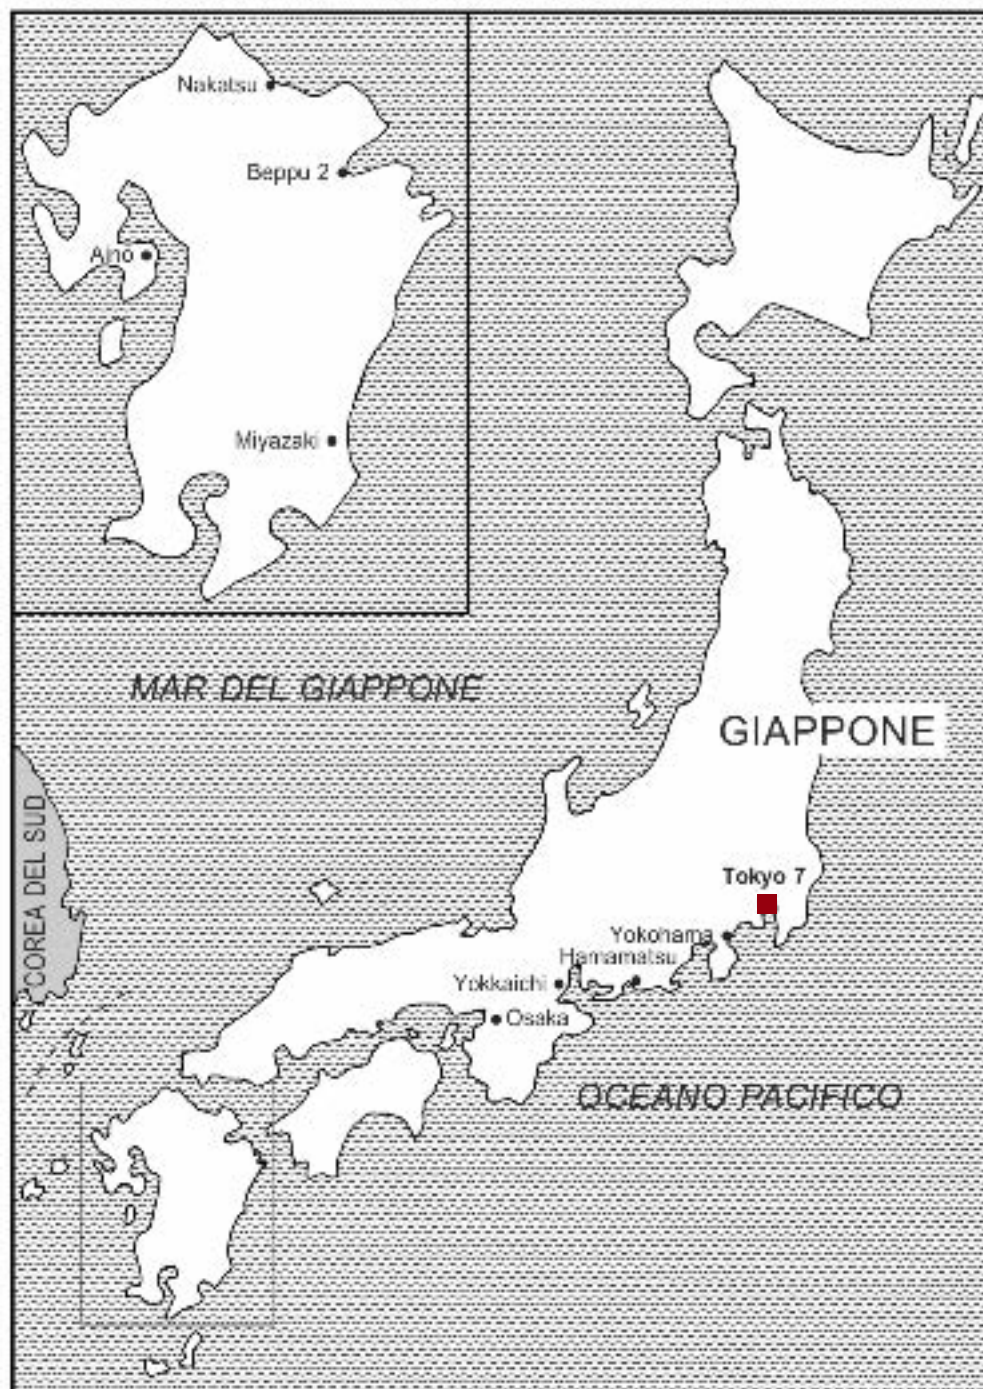 Nakatsu
Beppu 2
Aino
Miyazaki
MAR DEL GIAPPONE
GIAPPONE
COREA DEL SUD
Tokyo 7
Yokohama
Hamamatsu
Yokkaichi
Osaka
OCEANO PACIFICO